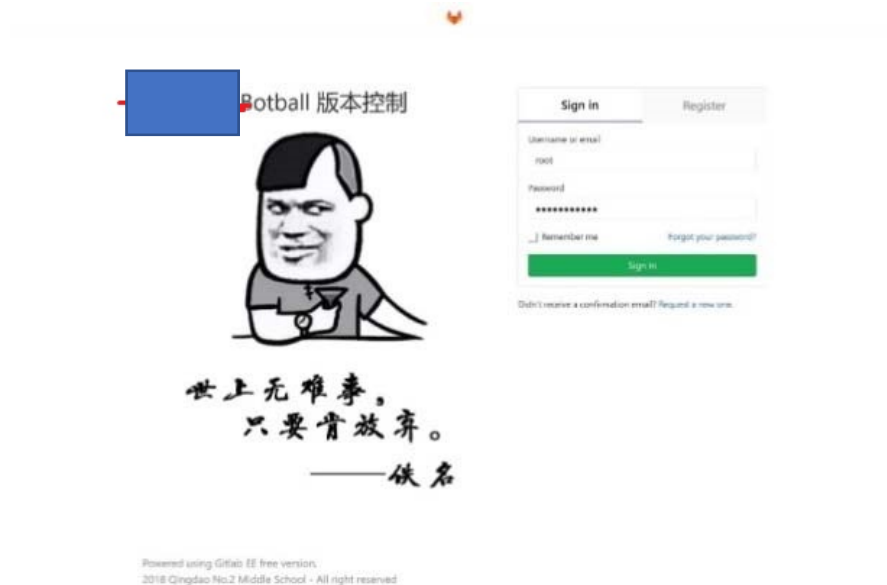 Botball 版本控制
世上无难事，
只要肯放弃。
——佚名
Sign in
Register
Username or email
root
Password
•••••••••••
Remember me
Forgot your password?
Sign in
Didn't receive a confirmation email? Request a new one.
Powered using Gitlab EE free version.
2018 Qingdao No.2 Middle School - All right reserved